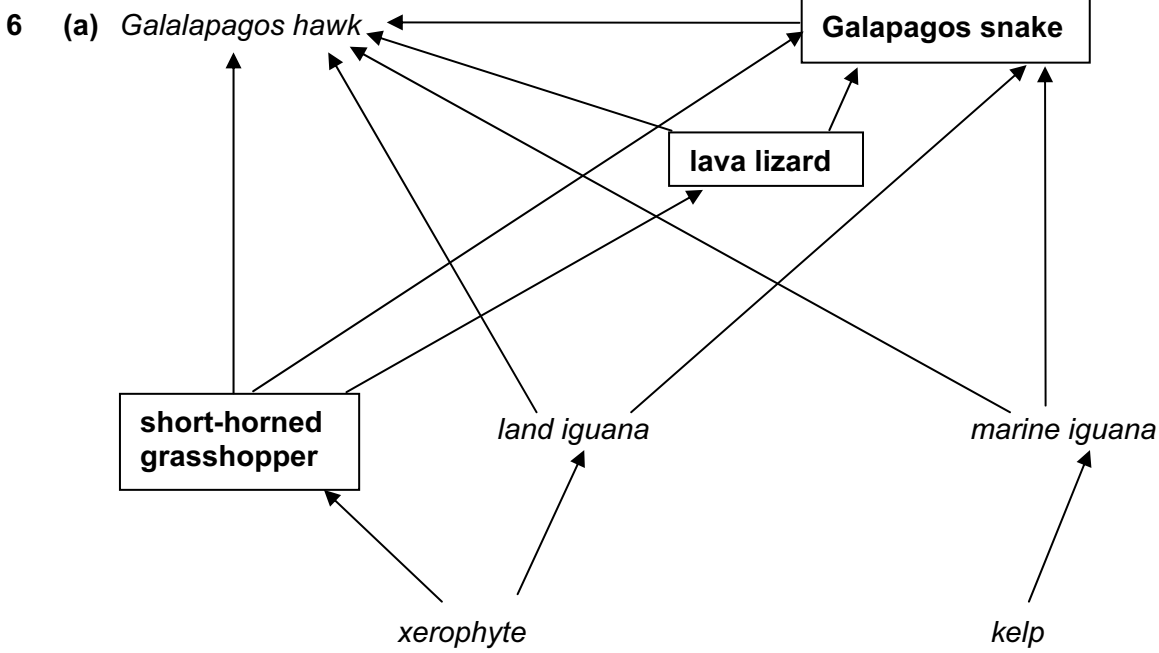 6 (a) Galalapagos hawk
Galapagos snake
lava lizard
short-horned
grasshopper
land iguana
marine iguana
xerophyte
kelp